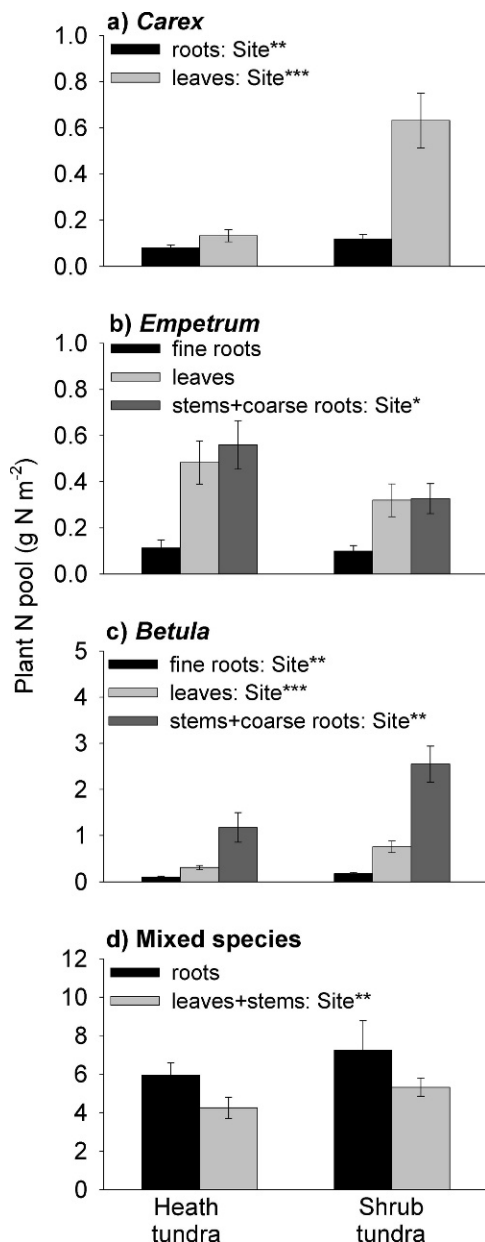 a) Carex
1.0
roots: Site**
0.8
leaves: Site***
0.6
0.4
0.2
0.0
b) Empetrum
1.0
fine roots
0.8
leaves
stems+coarse roots: Site*
0.6
0.4
0.2
0.0
Plant N pool (g N m⁻²)
c) Betula
5
fine roots: Site**
4
leaves: Site***
stems+coarse roots: Site**
3
2
1
0
d) Mixed species
12
roots
10
leaves+stems: Site**
8
6
4
2
0
Heath tundra
Shrub tundra